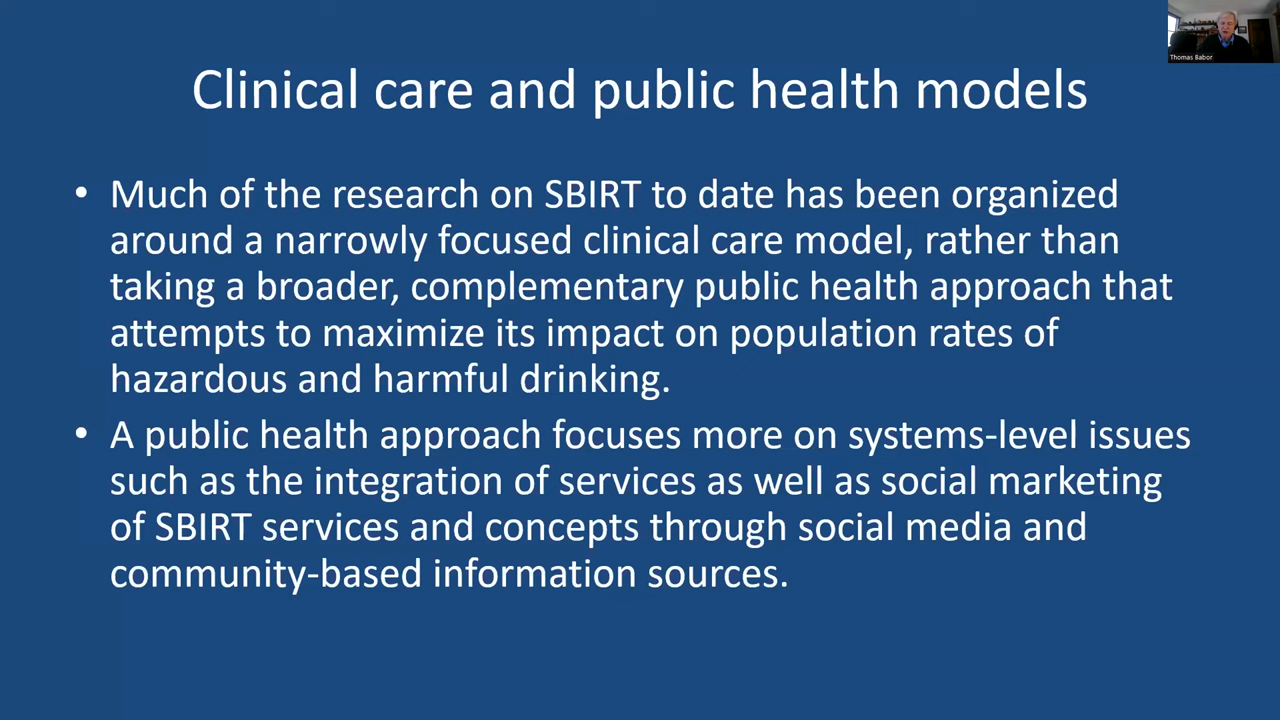 Thomas Babor
Clinical care and public health models
• Much of the research on SBIRT to date has been organized
around a narrowly focused clinical care model, rather than
taking a broader, complementary public health approach that
attempts to maximize its impact on population rates of
hazardous and harmful drinking.
• A public health approach focuses more on systems-level issues
such as the integration of services as well as social marketing
of SBIRT services and concepts through social media and
community-based information sources.